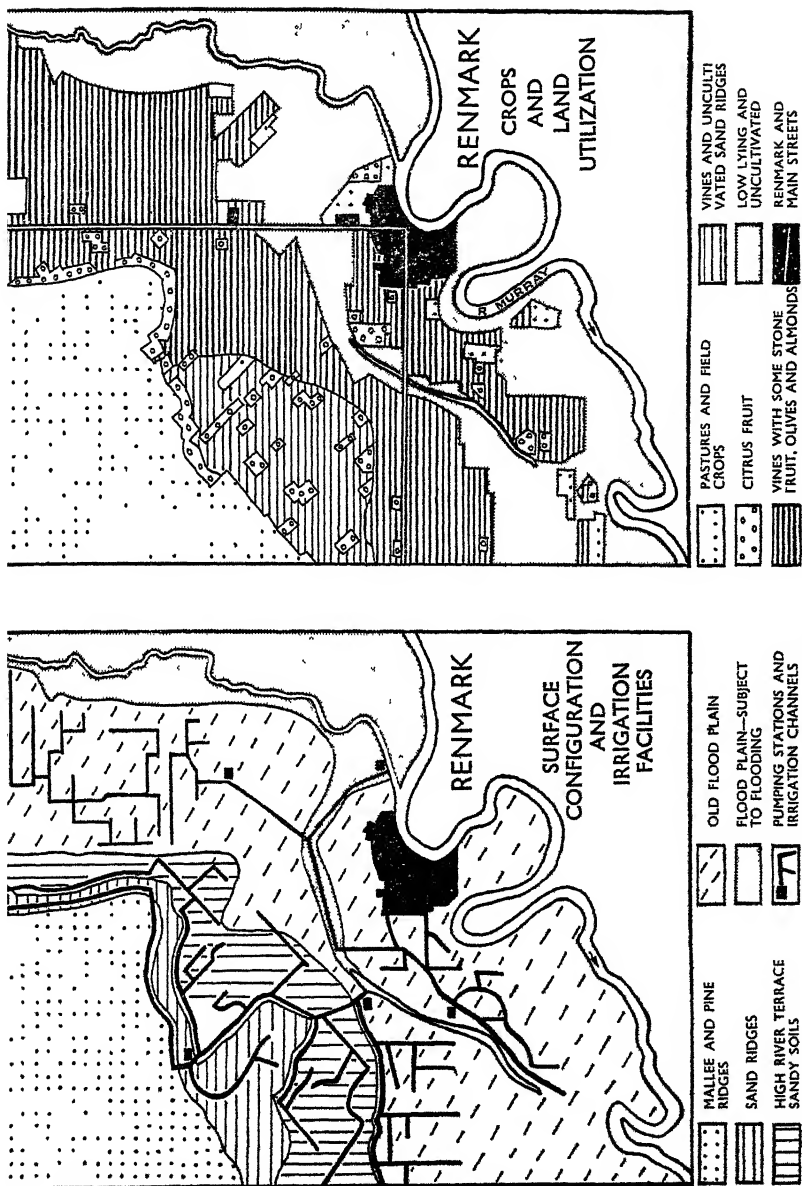 RENMARK
SURFACE
CONFIGURATION
AND
IRRIGATION
FACILITIES
MALLEE AND PINE
RIDGES
OLD FLOOD PLAIN
SAND RIDGES
FLOOD PLAIN—SUBJECT
TO FLOODING
HIGH RIVER TERRACE
SANDY SOILS
PUMPING STATIONS AND
IRRIGATION CHANNELS
RENMARK
CROPS
AND
LAND
UTILIZATION
R MURRAY
PASTURES AND FIELD
CROPS
VINES AND UNCULTI
VATED SAND RIDGES
CITRUS FRUIT
LOW LYING AND
UNCULTIVATED
VINES WITH SOME STONE
FRUIT, OLIVES AND ALMONDS
RENMARK AND
MAIN STREETS